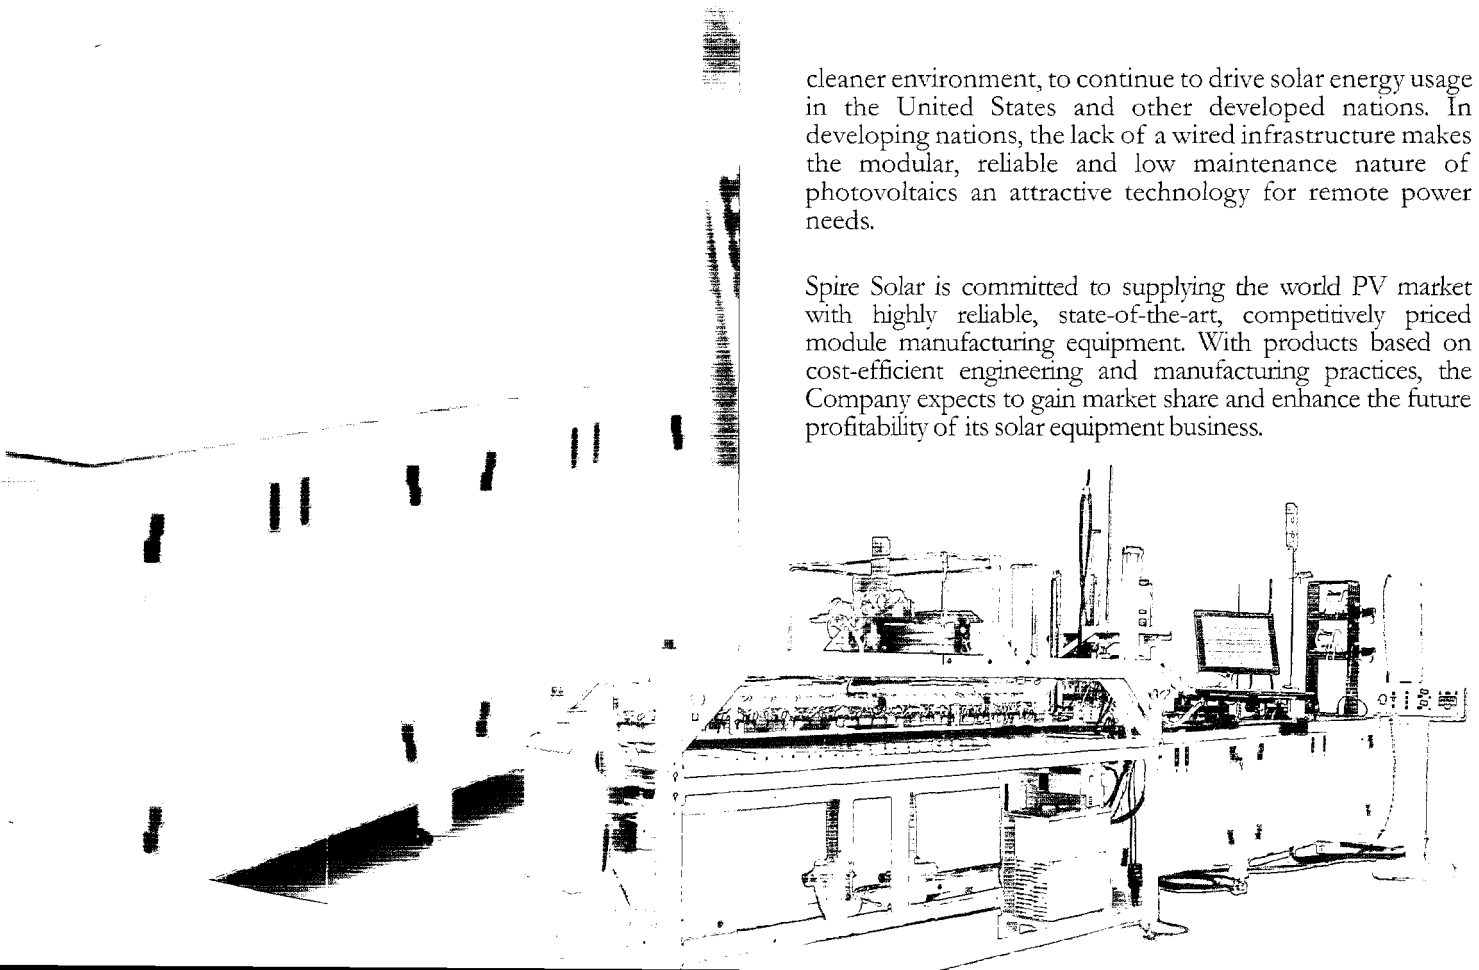 cleaner environment, to continue to drive solar energy usage
in the United States and other developed nations. In
developing nations, the lack of a wired infrastructure makes
the modular, reliable and low maintenance nature of
photovoltaics an attractive technology for remote power
needs.
Spire Solar is committed to supplying the world PV market
with highly reliable, state-of-the-art, competitively priced
module manufacturing equipment. With products based on
cost-efficient engineering and manufacturing practices, the
Company expects to gain market share and enhance the future
profitability of its solar equipment business.